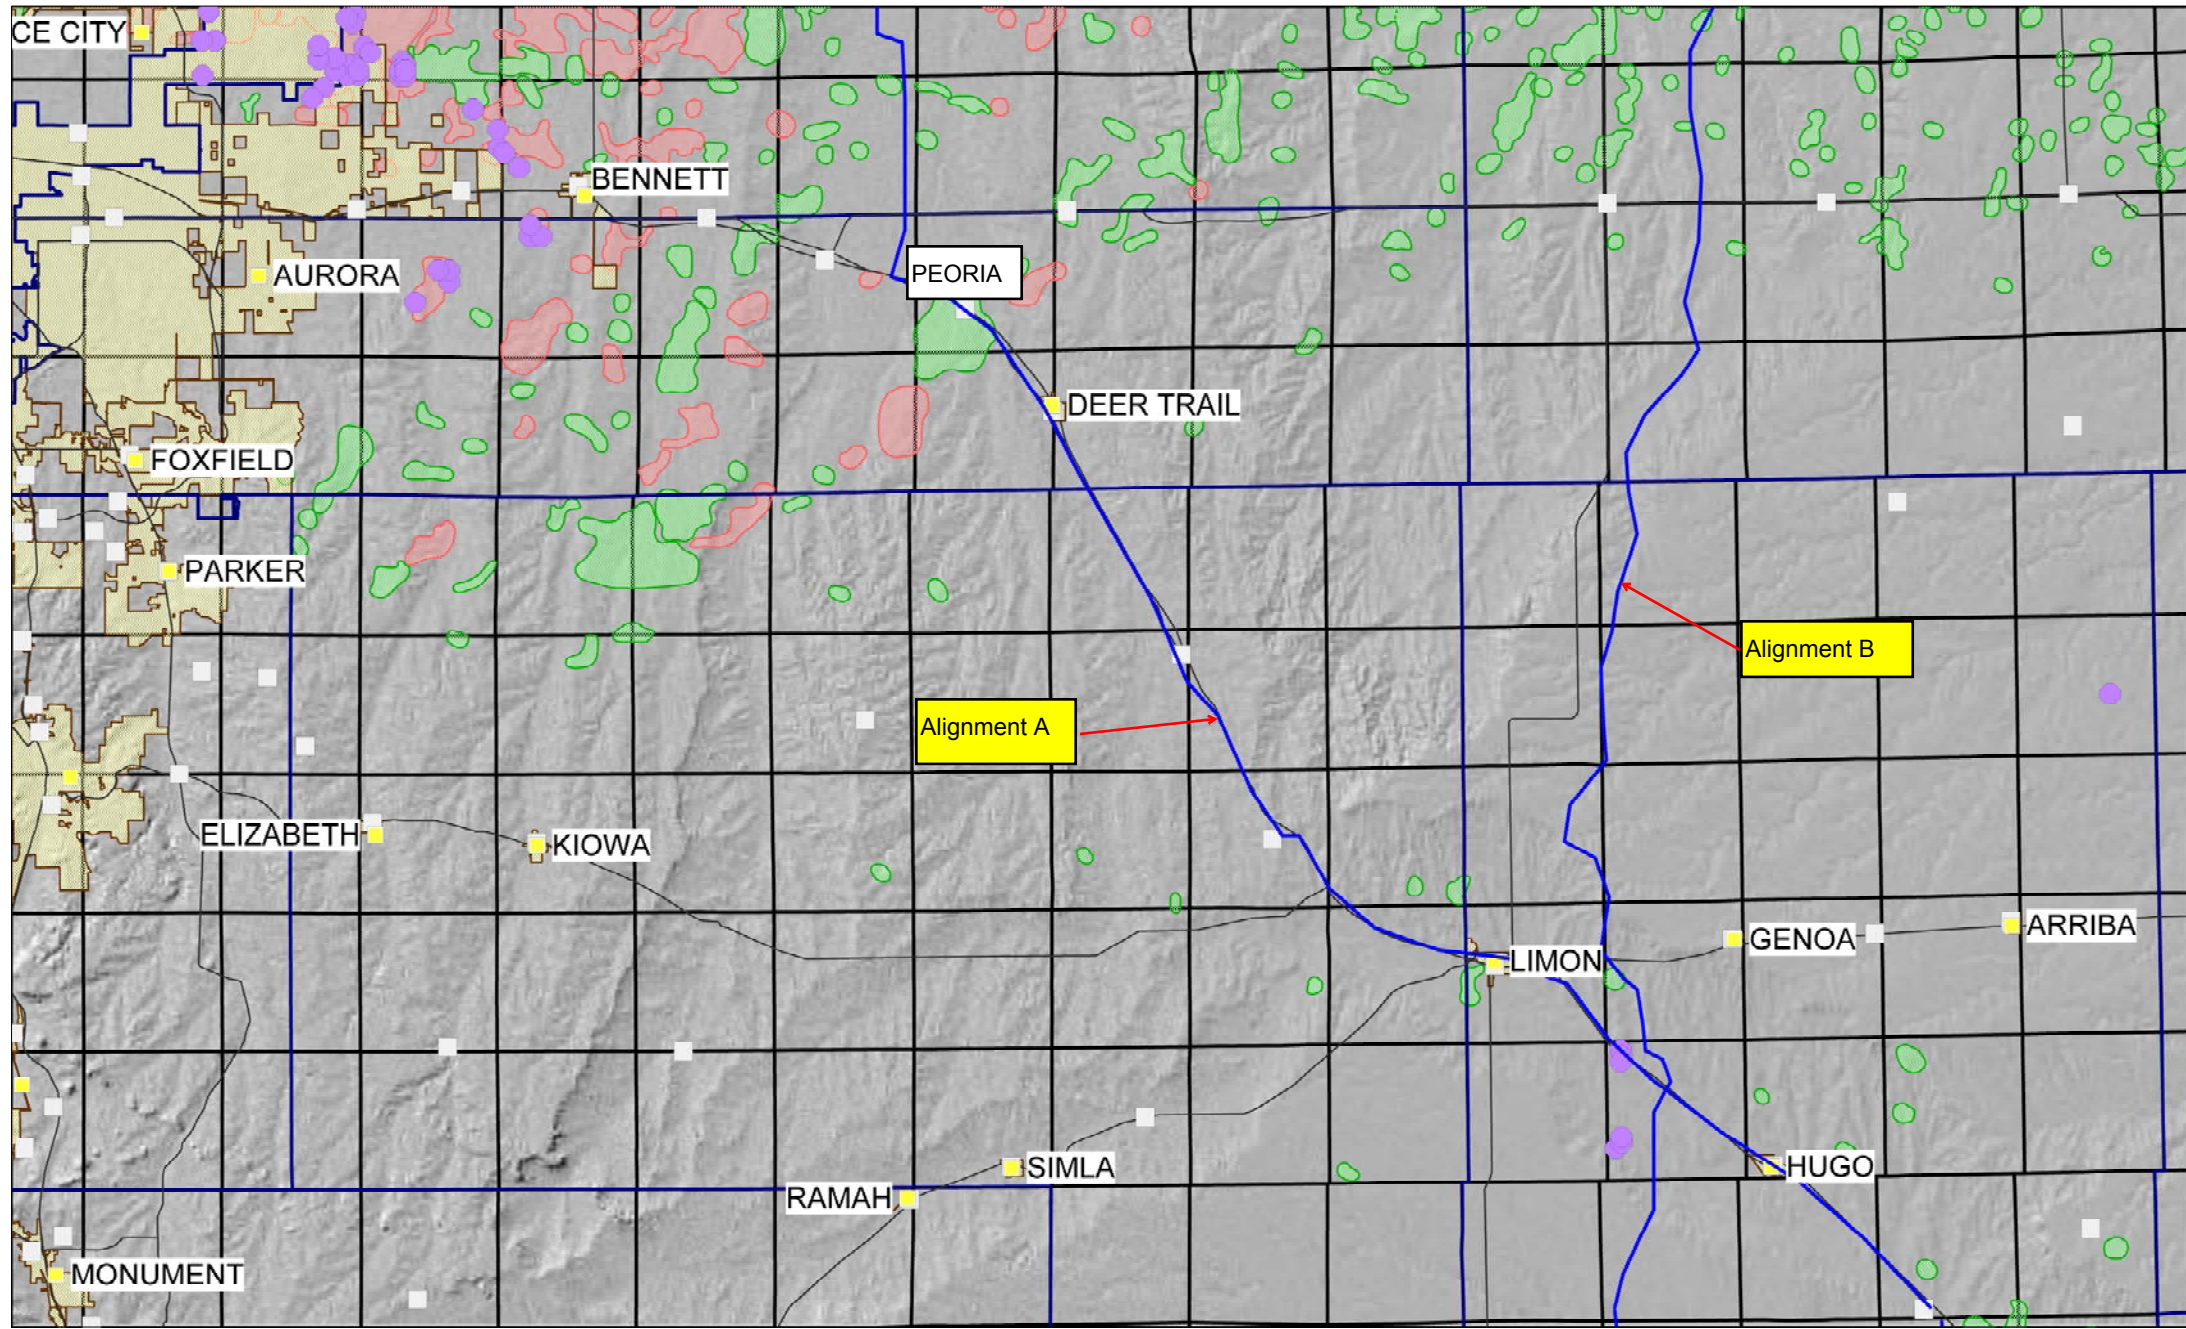 CE CITY
BENNETT
AURORA
PEORIA
DEER TRAIL
FOXFIELD
PARKER
Alignment B
Alignment A
ELIZABETH
KIOWA
GENOA
ARRIBA
LIMON
SIMLA
HUGO
RAMAH
MONUMENT